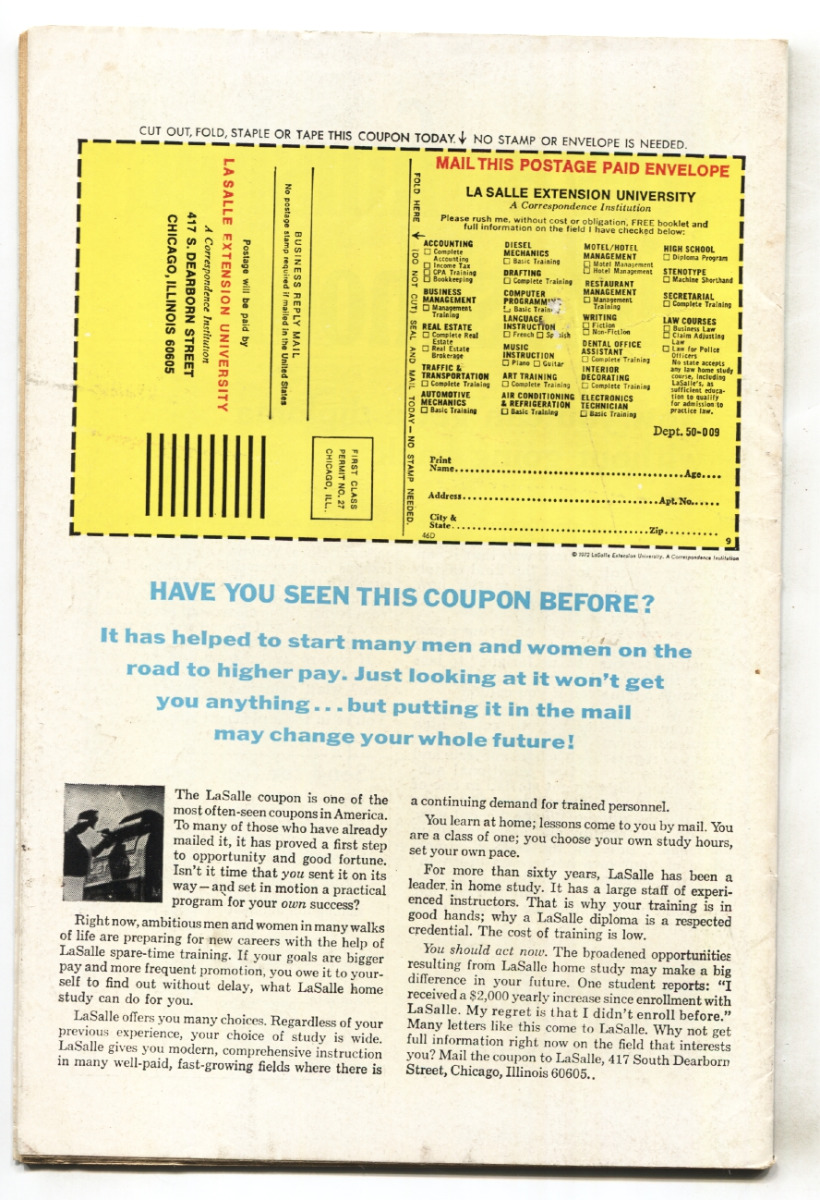 CUT OUT, FOLD, STAPLE OR TAPE THIS COUPON TODAY.↓ NO STAMP OR ENVELOPE IS NEEDED.
FIRST CLASS
PERMIT NO. 27
CHICAGO, ILL.
BUSINESS REPLY MAIL
No postage stamp required if mailed in the United States
Postage will be paid by
LA SALLE EXTENSION UNIVERSITY
A Correspondence Institution
417 S. DEARBORN STREET
CHICAGO, ILLINOIS 60605
FOLD HERE → (DO NOT CUT) SEAL AND MAIL TODAY — NO STAMP NEEDED.
MAIL THIS POSTAGE PAID ENVELOPE
LA SALLE EXTENSION UNIVERSITY
A Correspondence Institution
Please rush me, without cost or obligation, FREE booklet and
full information on the field I have checked below:
ACCOUNTING
☐ Complete
Accounting
☐ Income Tax
☐ CPA Training
☐ Bookkeeping
BUSINESS
MANAGEMENT
☐ Management
Training
REAL ESTATE
☐ Complete Real
Estate
☐ Real Estate
Brokerage
TRAFFIC &
TRANSPORTATION
☐ Complete Training
AUTOMOTIVE
MECHANICS
☐ Basic Training
DIESEL
MECHANICS
☐ Basic Training
DRAFTING
☐ Complete Training
COMPUTER
PROGRAMM
☐ Basic Train
LANGUAGE
INSTRUCTION
☐ French ☐ Sp ish
MUSIC
INSTRUCTION
☐ Piano ☐ Guitar
ART TRAINING
☐ Complete Training
AIR CONDITIONING
& REFRIGERATION
☐ Basic Training
MOTEL/HOTEL
MANAGEMENT
☐ Motel Management
☐ Hotel Management
RESTAURANT
MANAGEMENT
☐ Management
Training
WRITING
☐ Fiction
☐ Non-Fiction
DENTAL OFFICE
ASSISTANT
☐ Complete Training
INTERIOR
DECORATING
☐ Complete Training
ELECTRONICS
TECHNICIAN
☐ Basic Training
HIGH SCHOOL
☐ Diploma Program
STENOTYPE
☐ Machine Shorthand
SECRETARIAL
☐ Complete Training
LAW COURSES
☐ Business Law
☐ Claim Adjusting
Law
☐ Law for Police
Officers
No state accepts
any law home study
course, including
LaSalle's, as
sufficient educa-
tion to qualify
for admission to
practice law.
Dept. 50-009
Print
Name..................Age....
Address..................Apt. No......
City &
State..................Zip..........
46D
9
© 1972 LaSalle Extension University, A Correspondence Institution
HAVE YOU SEEN THIS COUPON BEFORE?
It has helped to start many men and women on the
road to higher pay. Just looking at it won't get
you anything...but putting it in the mail
may change your whole future!
The LaSalle coupon is one of the
most often-seen coupons in America.
To many of those who have already
mailed it, it has proved a first step
to opportunity and good fortune.
Isn't it time that you sent it on its
way—and set in motion a practical
program for your own success?
Right now, ambitious men and women in many walks
of life are preparing for new careers with the help of
LaSalle spare-time training. If your goals are bigger
pay and more frequent promotion, you owe it to your-
self to find out without delay, what LaSalle home
study can do for you.
LaSalle offers you many choices. Regardless of your
previous experience, your choice of study is wide.
LaSalle gives you modern, comprehensive instruction
in many well-paid, fast-growing fields where there is
a continuing demand for trained personnel.
You learn at home; lessons come to you by mail. You
are a class of one; you choose your own study hours,
set your own pace.
For more than sixty years, LaSalle has been a
leader in home study. It has a large staff of experi-
enced instructors. That is why your training is in
good hands; why a LaSalle diploma is a respected
credential. The cost of training is low.
You should act now. The broadened opportunities
resulting from LaSalle home study may make a big
difference in your future. One student reports: "I
received a $2,000 yearly increase since enrollment with
LaSalle. My regret is that I didn't enroll before."
Many letters like this come to LaSalle. Why not get
full information right now on the field that interests
you? Mail the coupon to LaSalle, 417 South Dearborn
Street, Chicago, Illinois 60605..